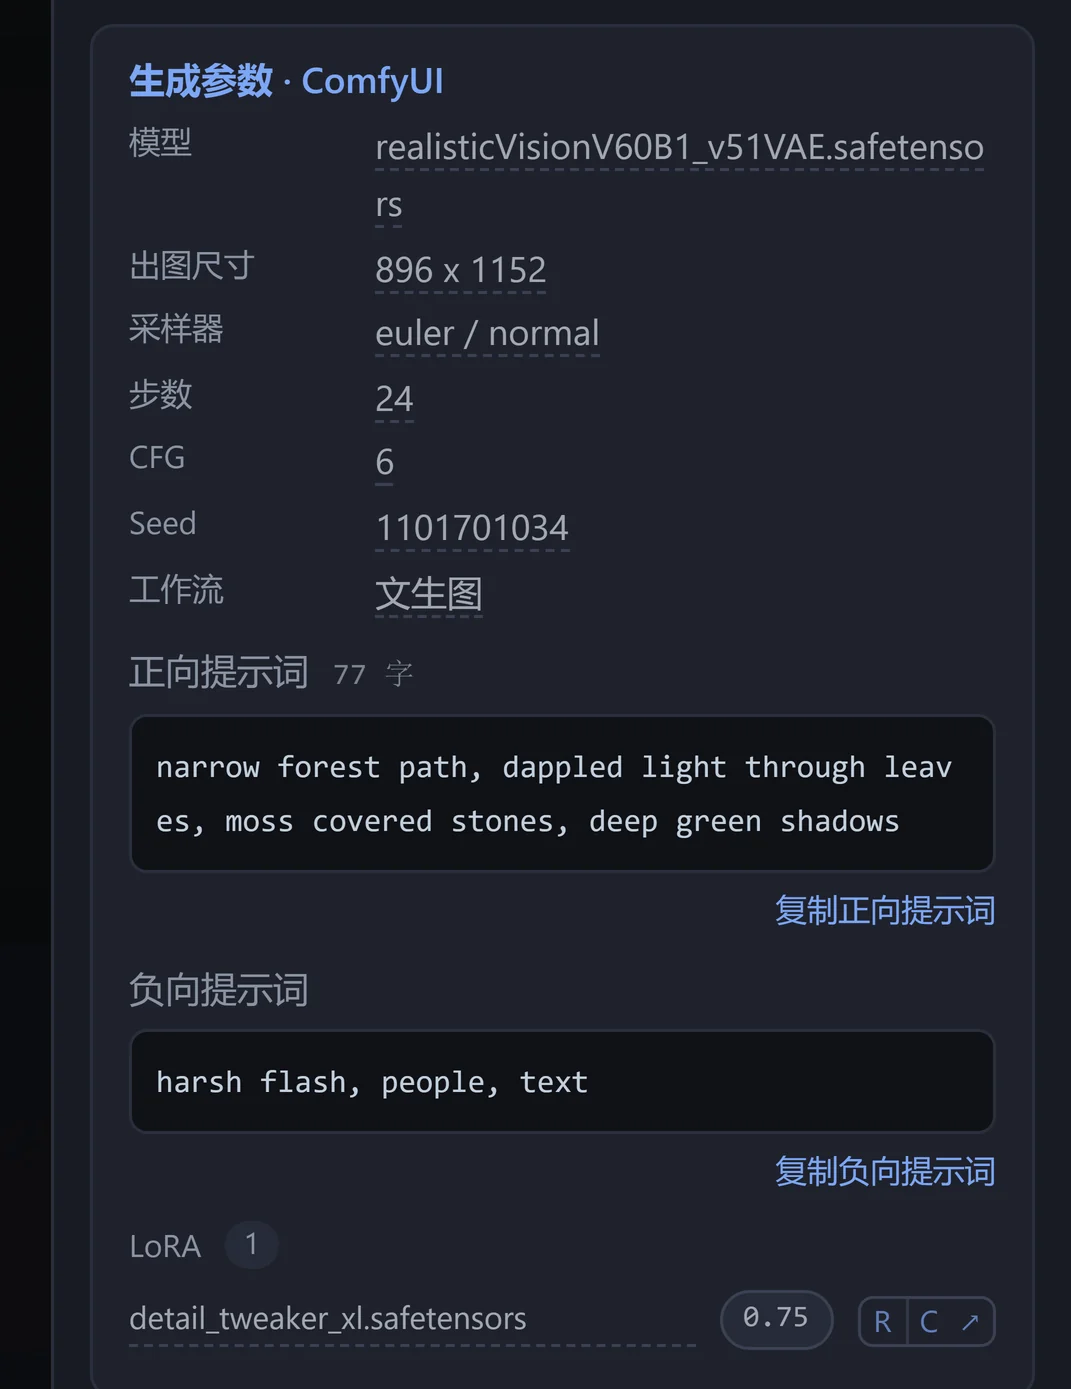 生成参数 · ComfyUI
模型 realisticVisionV60B1_v51VAE.safetenso
rs
出图尺寸 896 x 1152
采样器 euler / normal
步数 24
CFG 6
Seed 1101701034
工作流 文生图
正向提示词 77 字
narrow forest path, dappled light through leav
es, moss covered stones, deep green shadows
复制正向提示词
负向提示词
harsh flash, people, text
复制负向提示词
LoRA 1
detail_tweaker_xl.safetensors 0.75 R C ↗